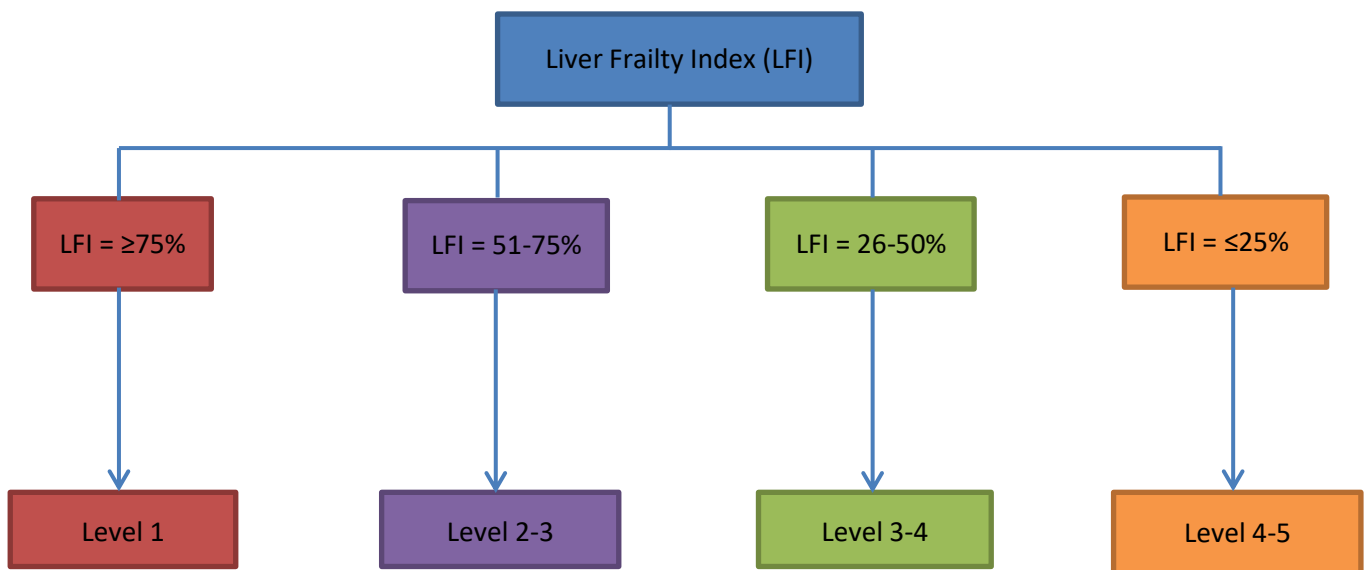 Liver Frailty Index (LFI)
LFI = ≥75%
LFI = 51-75%
LFI = 26-50%
LFI = ≤25%
Level 1
Level 2-3
Level 3-4
Level 4-5